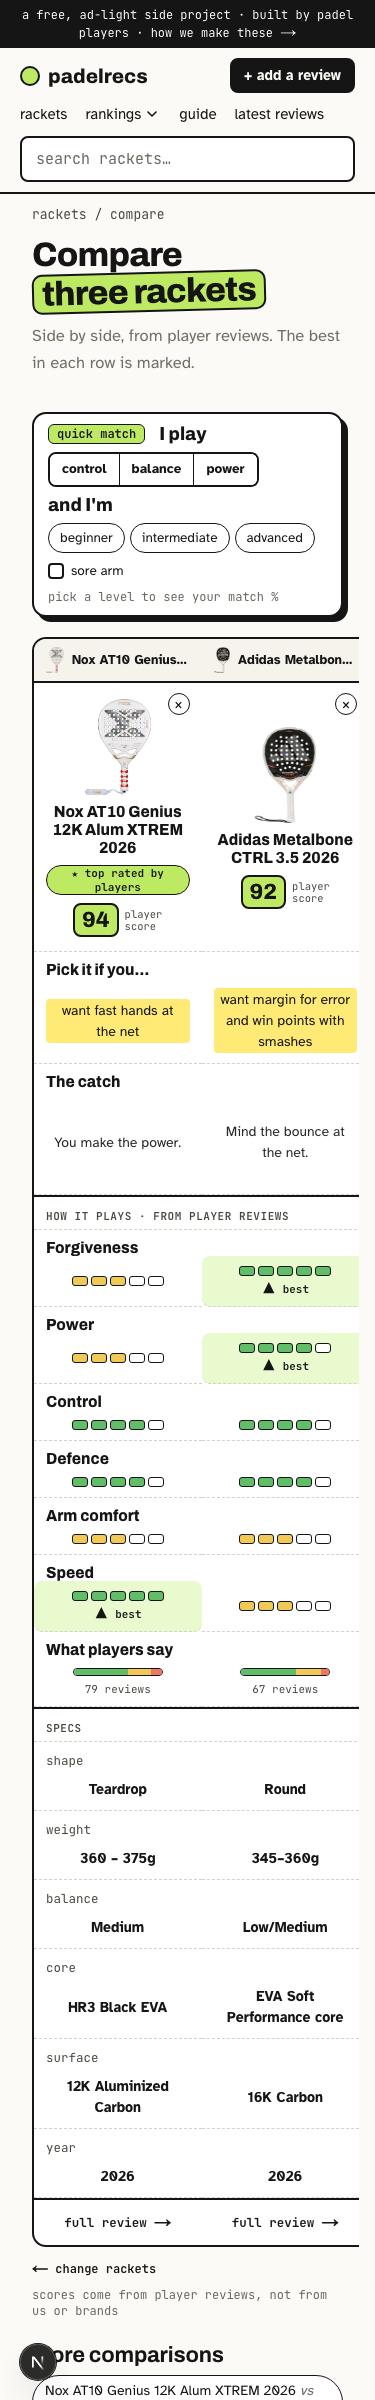 a free, ad-light side project · built by padel
players · how we make these ⟶
padelrecs
+ add a review
rackets rankings guide latest reviews
search rackets…
rackets / compare
Compare
three rackets
Side by side, from player reviews. The best
in each row is marked.
quick match I play
control balance power
and I'm
beginner intermediate advanced
sore arm
pick a level to see your match %
Nox AT10 Genius... Adidas Metalbon...
×
×
Nox AT10 Genius
12K Alum XTREM
2026
★ top rated by
players
94 player
score
Adidas Metalbone
CTRL 3.5 2026
92 player
score
Pick it if you…
want fast hands at
the net
want margin for error
and win points with
smashes
The catch
You make the power.
Mind the bounce at
the net.
HOW IT PLAYS · FROM PLAYER REVIEWS
Forgiveness
▲ best
Power
▲ best
Control
Defence
Arm comfort
Speed
▲ best
What players say
79 reviews 67 reviews
SPECS
shape
Teardrop Round
weight
360 – 375g 345–360g
balance
Medium Low/Medium
core
HR3 Black EVA
EVA Soft
Performance core
surface
12K Aluminized
Carbon
16K Carbon
year
2026 2026
full review ⟶ full review ⟶
⟵ change rackets
scores come from player reviews, not from
us or brands
N
ore comparisons
Nox AT10 Genius 12K Alum XTREM 2026 vs